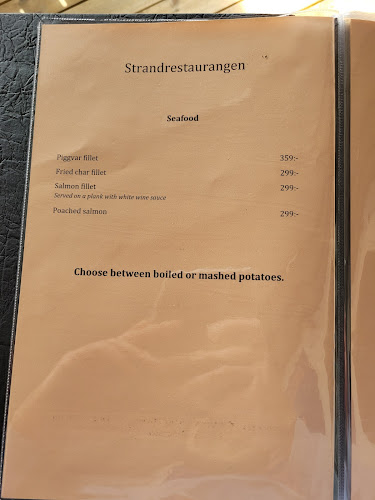 Strandrestaurangen
Seafood
Piggvar fillet 359:-
Fried char fillet 299:-
Salmon fillet 299:-
Served on a plank with white wine sauce
Poached salmon 299:-
Choose between boiled or mashed potatoes.